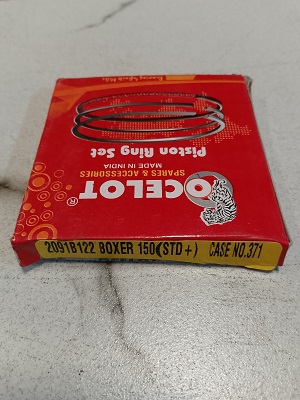 Piston Ring Set
MADE IN INDIA
SPARES & ACCESSORIES
OCELOT®
2091B122 BOXER 150(STD+) CASE NO.371